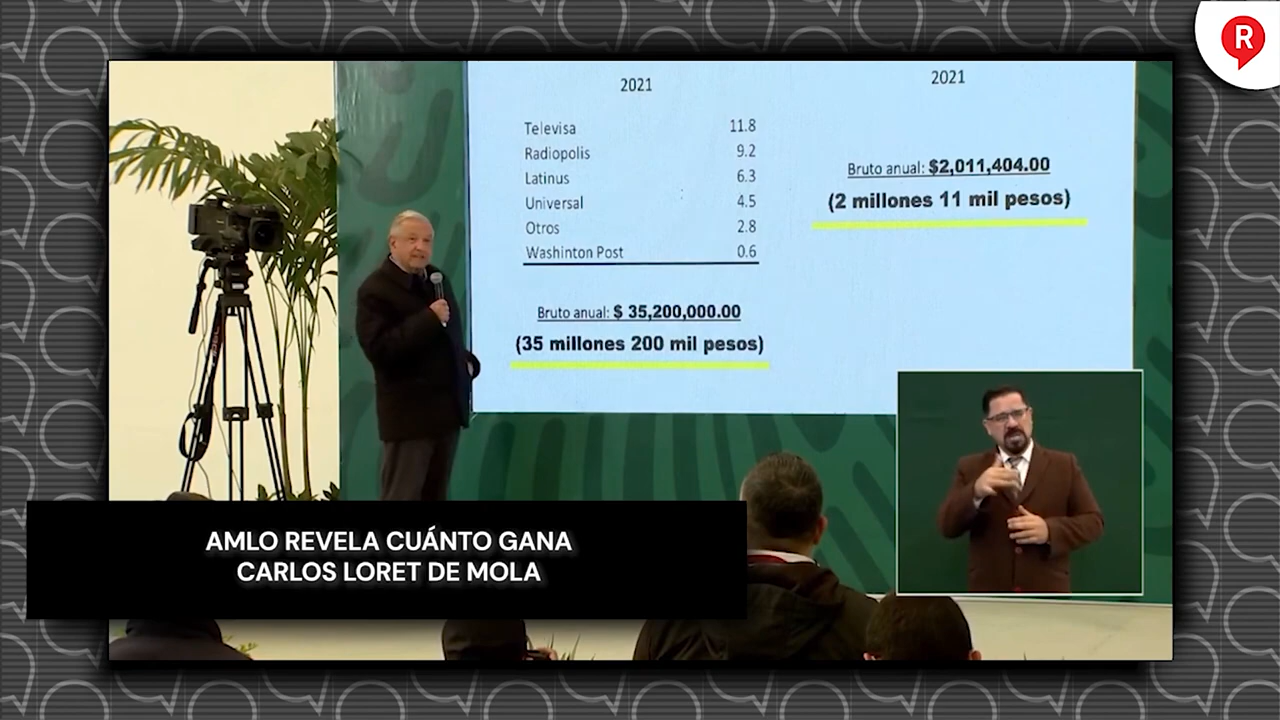 R
2021
Televisa 11.8
Radiopolis 9.2
Latinus 6.3
Universal 4.5
Otros 2.8
Washinton Post 0.6
Bruto anual: $ 35,200,000.00
(35 millones 200 mil pesos)
2021
Bruto anual: $2,011,404.00
(2 millones 11 mil pesos)
AMLO REVELA CUÁNTO GANA
CARLOS LORET DE MOLA